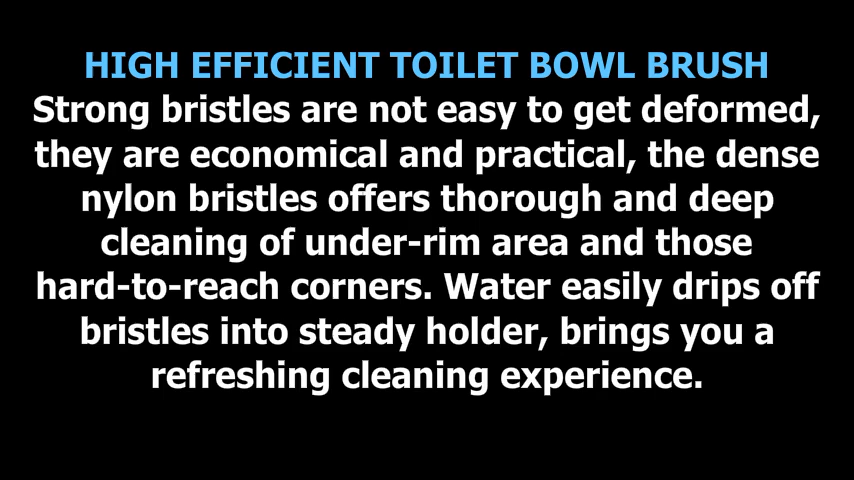 HIGH EFFICIENT TOILET BOWL BRUSH
Strong bristles are not easy to get deformed,
they are economical and practical, the dense
nylon bristles offers thorough and deep
cleaning of under-rim area and those
hard-to-reach corners. Water easily drips off
bristles into steady holder, brings you a
refreshing cleaning experience.